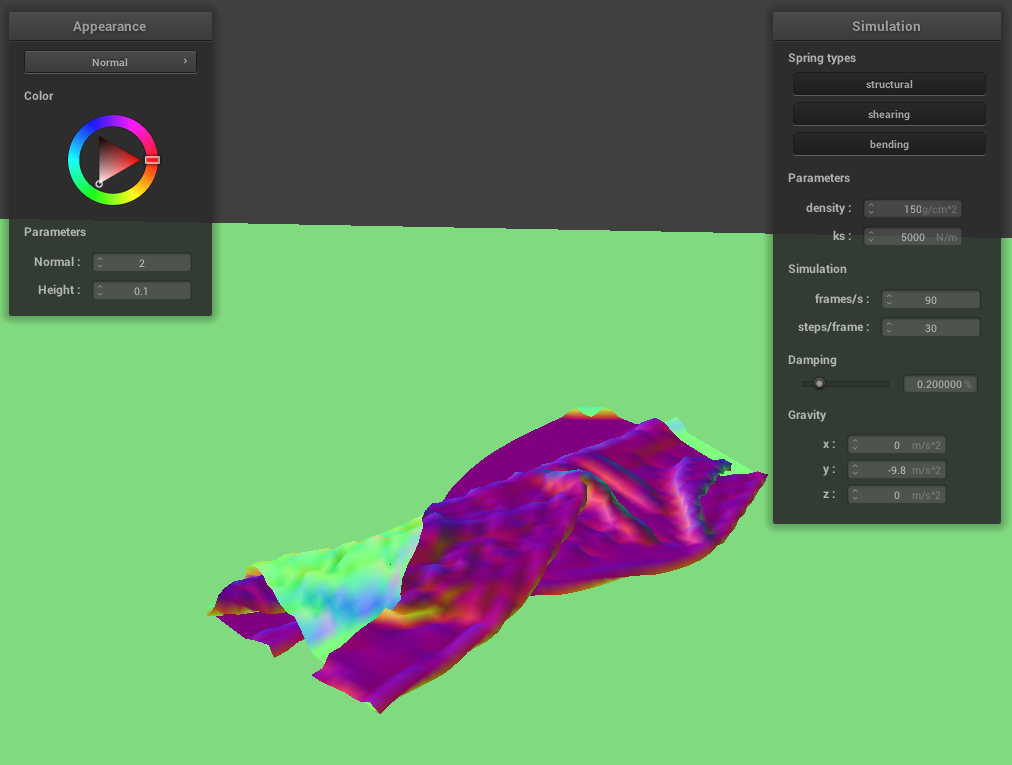 Appearance
Normal ›
Color
Parameters
Normal : 2
Height : 0.1
Simulation
Spring types
structural
shearing
bending
Parameters
density : 150 g/cm^2
ks : 5000 N/m
Simulation
frames/s : 90
steps/frame : 30
Damping
0.200000 %
Gravity
x : 0 m/s^2
y : -9.8 m/s^2
z : 0 m/s^2